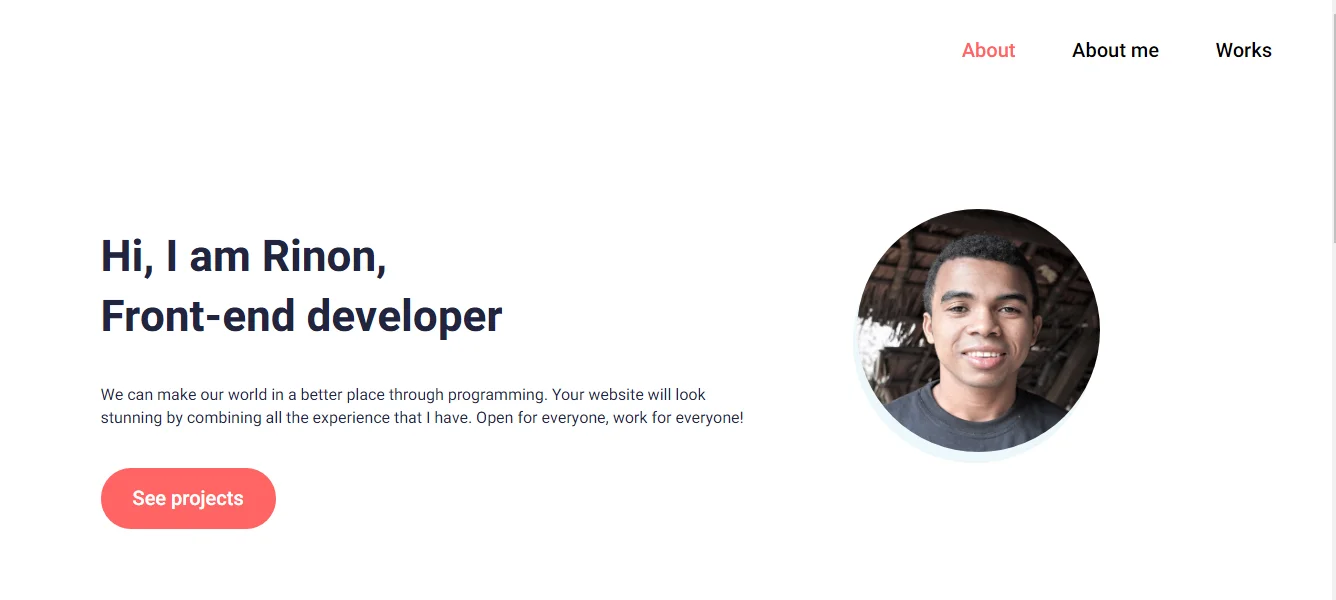 About About me Works
Hi, I am Rinon,
Front-end developer
We can make our world in a better place through programming. Your website will look
stunning by combining all the experience that I have. Open for everyone, work for everyone!
See projects